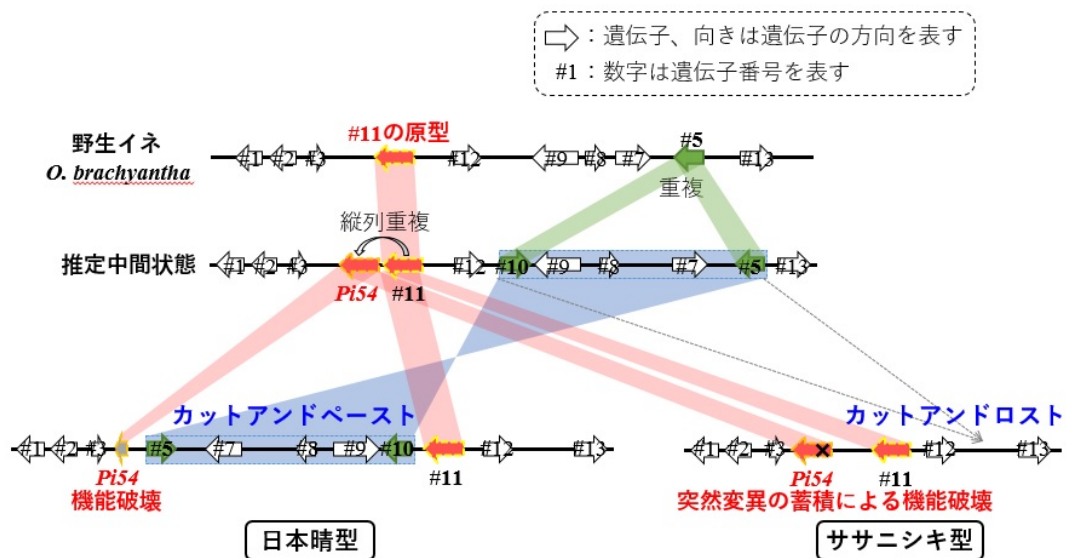 ：遺伝子、向きは遺伝子の方向を表す
#1：数字は遺伝子番号を表す
野生イネ
O. brachyantha
#11の原型
#1 #2 #3 #12 #9 #8 #7 #5 #13
重複
縦列重複
推定中間状態
#1 #2 #3 Pi54 #11 #12 #10 #9 #8 #7 #5 #13
カットアンドペースト
カットアンドロスト
#1 #2 #3 #5 #7 #8 #9 #10 #12 #13
#1 #2 #3 #12 #13
Pi54 #11
Pi54 #11
機能破壊
突然変異の蓄積による機能破壊
日本晴型
ササニシキ型